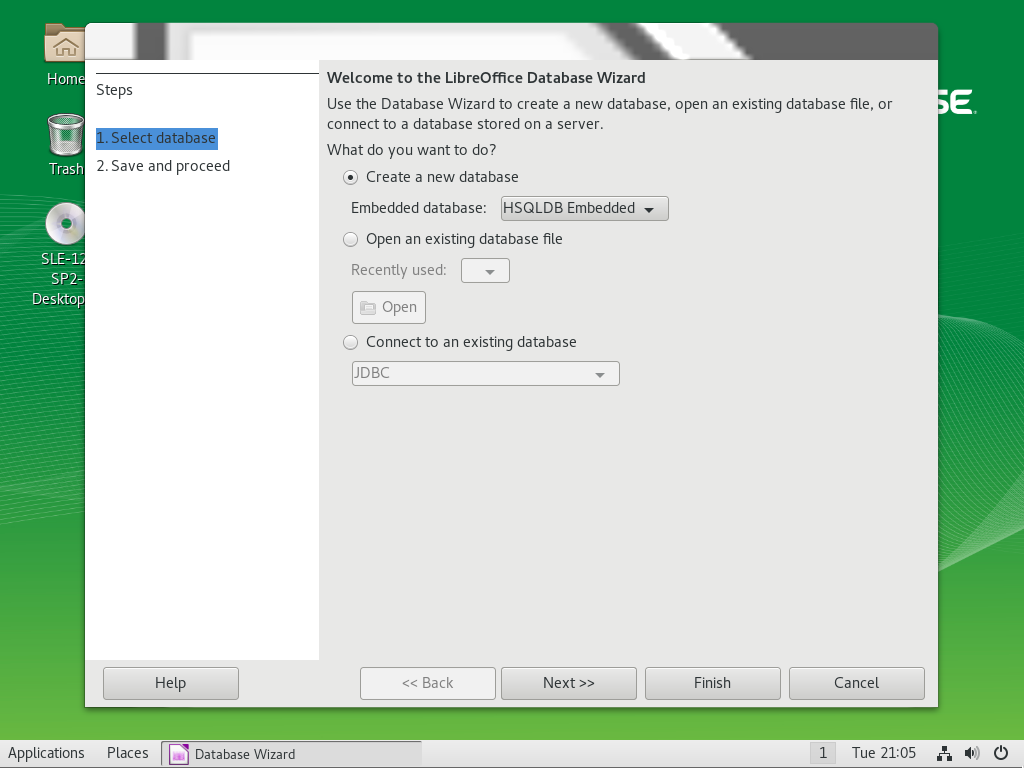 Home
Trash
SLE-12
SP2-
Desktop
SE.
Steps
1. Select database
2. Save and proceed
Welcome to the LibreOffice Database Wizard
Use the Database Wizard to create a new database, open an existing database file, or
connect to a database stored on a server.
What do you want to do?
Create a new database
Embedded database: HSQLDB Embedded
Open an existing database file
Recently used:
Open
Connect to an existing database
JDBC
Help
<< Back
Next >>
Finish
Cancel
Applications
Places
Database Wizard
1
Tue 21:05